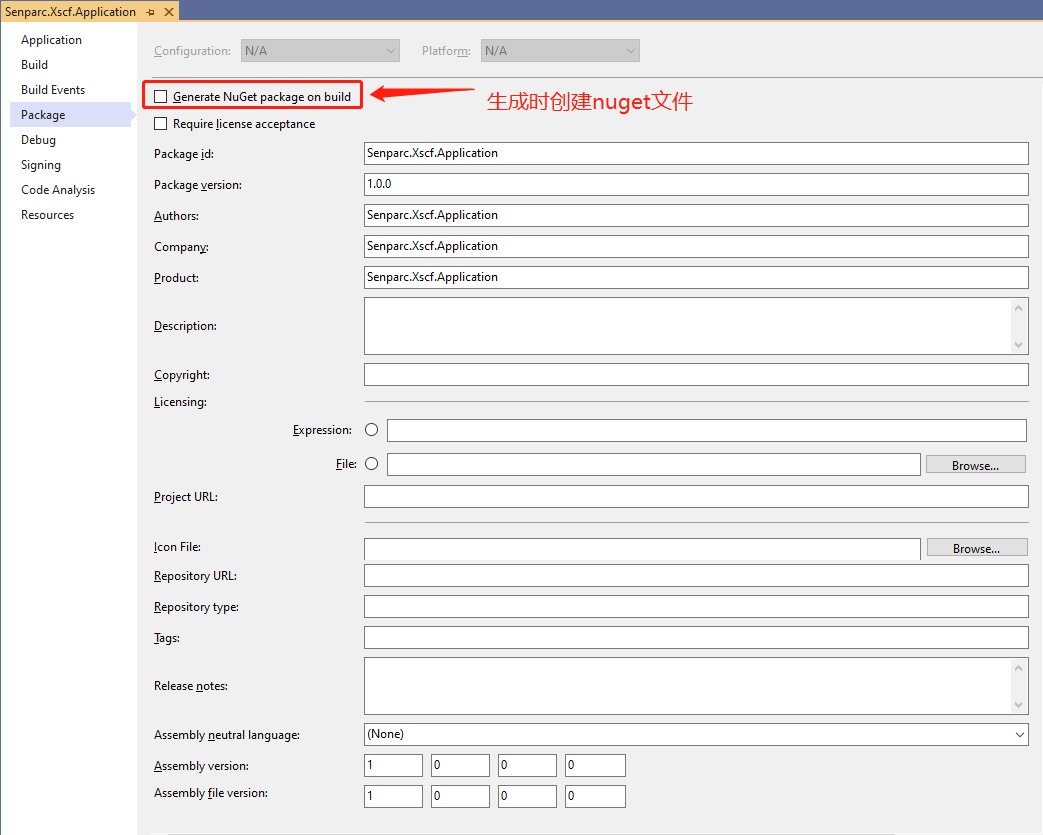 Senparc.Xscf.Application
Application
Build
Build Events
Package
Debug
Signing
Code Analysis
Resources
Configuration: N/A Platform: N/A
Generate NuGet package on build
生成时创建nuget文件
Require license acceptance
Package id: Senparc.Xscf.Application
Package version: 1.0.0
Authors: Senparc.Xscf.Application
Company: Senparc.Xscf.Application
Product: Senparc.Xscf.Application
Description:
Copyright:
Licensing:
Expression:
File: Browse...
Project URL:
Icon File: Browse...
Repository URL:
Repository type:
Tags:
Release notes:
Assembly neutral language: (None)
Assembly version: 1 0 0 0
Assembly file version: 1 0 0 0